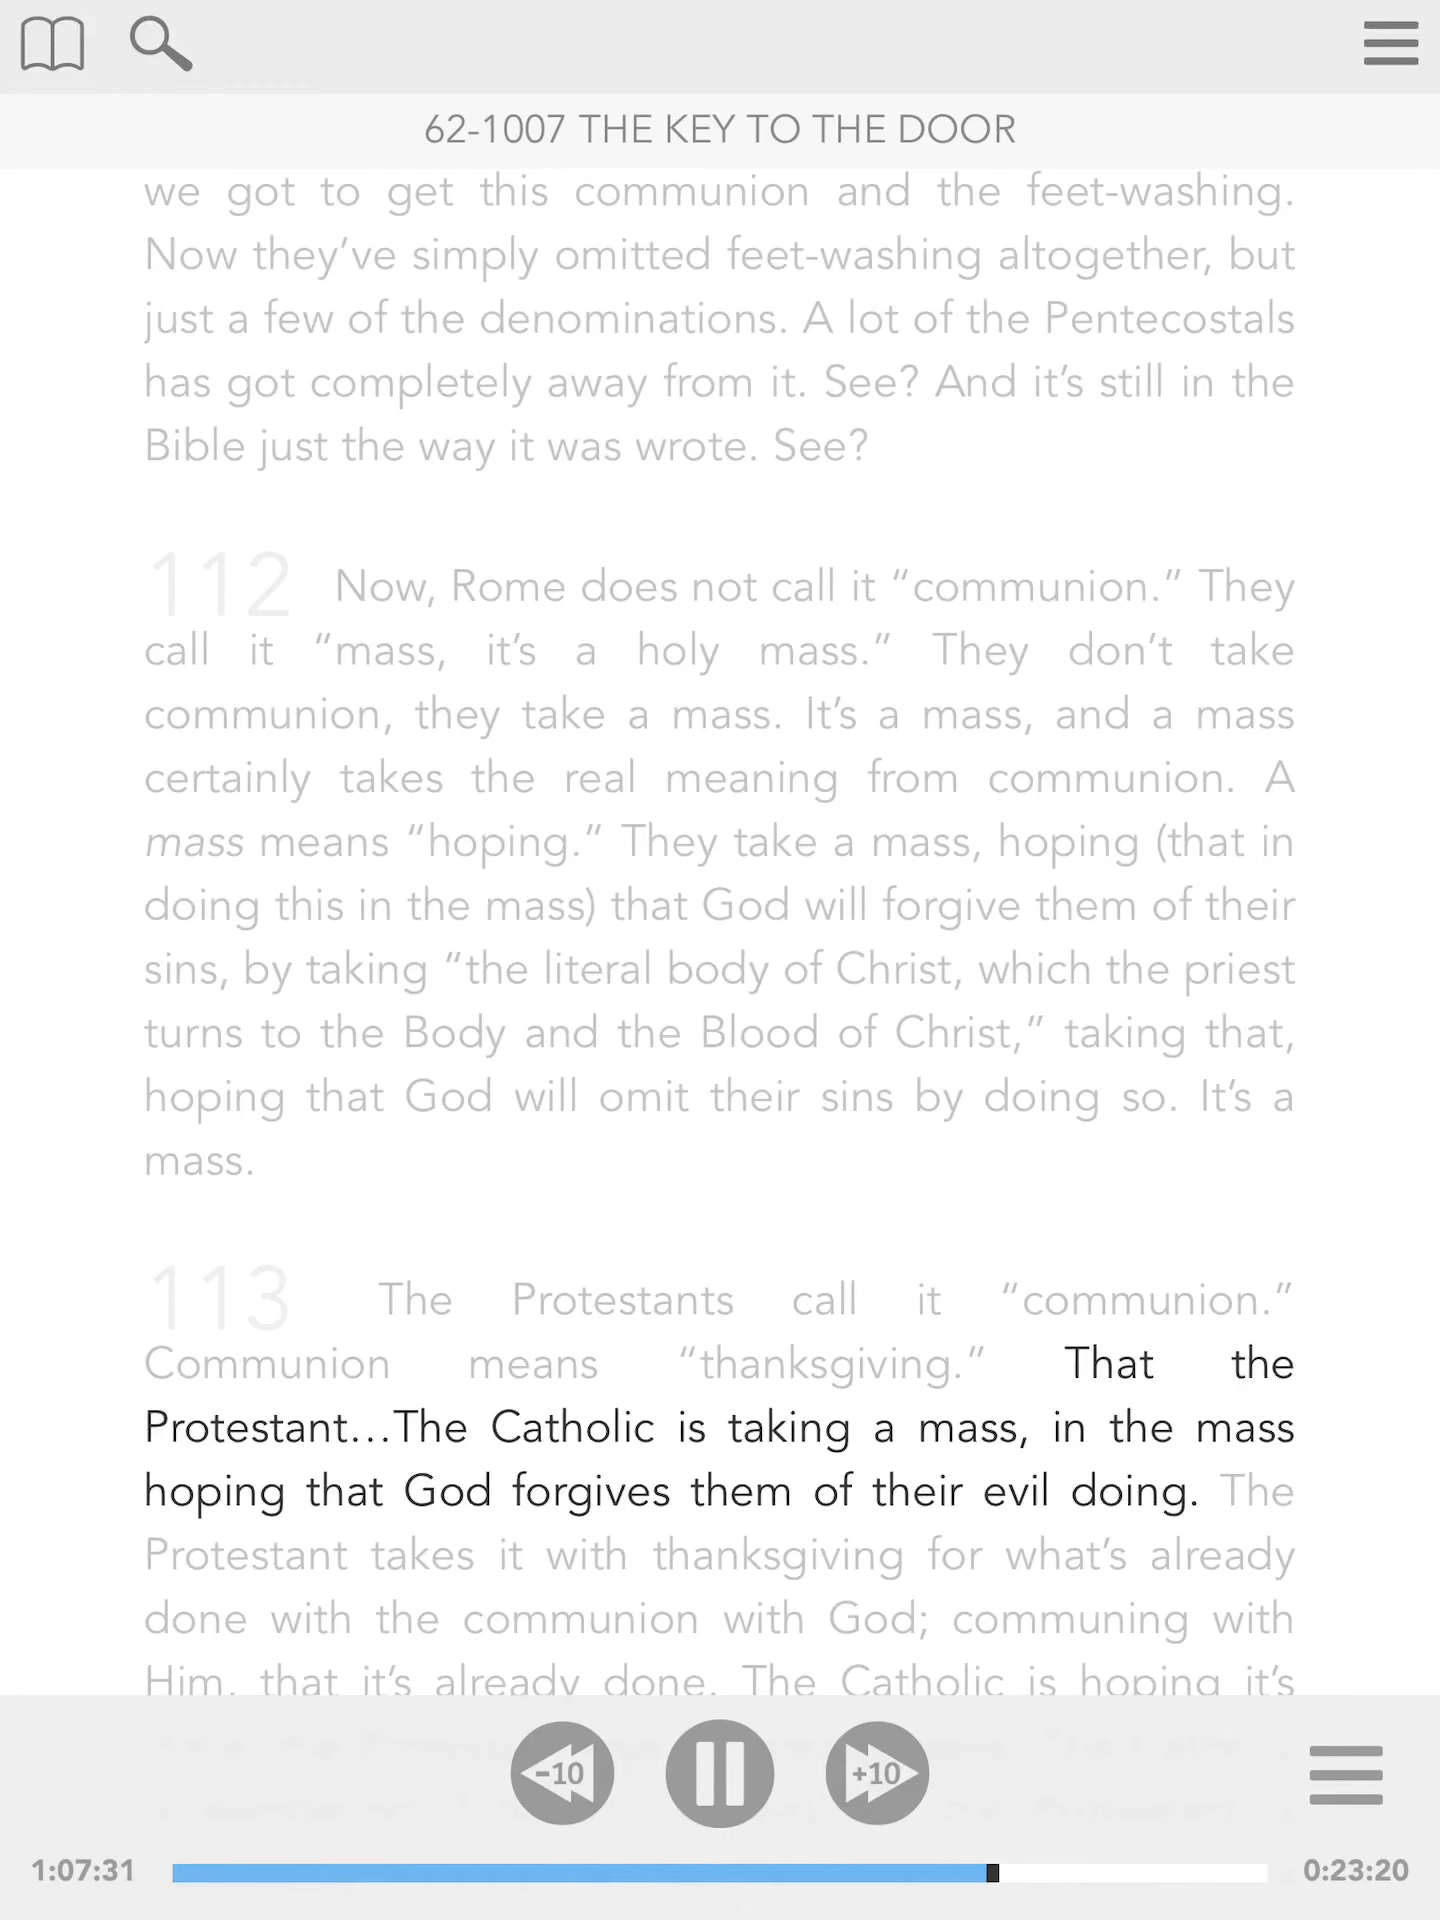 62-1007 THE KEY TO THE DOOR
we got to get this communion and the feet-washing.
Now they’ve simply omitted feet-washing altogether, but
just a few of the denominations. A lot of the Pentecostals
has got completely away from it. See? And it’s still in the
Bible just the way it was wrote. See?
112 Now, Rome does not call it “communion.” They
call it “mass, it’s a holy mass.” They don’t take
communion, they take a mass. It’s a mass, and a mass
certainly takes the real meaning from communion. A
mass means “hoping.” They take a mass, hoping (that in
doing this in the mass) that God will forgive them of their
sins, by taking “the literal body of Christ, which the priest
turns to the Body and the Blood of Christ,” taking that,
hoping that God will omit their sins by doing so. It’s a
mass.
113 The Protestants call it “communion.”
Communion means “thanksgiving.” That the
Protestant…The Catholic is taking a mass, in the mass
hoping that God forgives them of their evil doing. The
Protestant takes it with thanksgiving for what’s already
done with the communion with God; communing with
Him, that it’s already done. The Catholic is hoping it’s
-10 +10
1:07:31 0:23:20